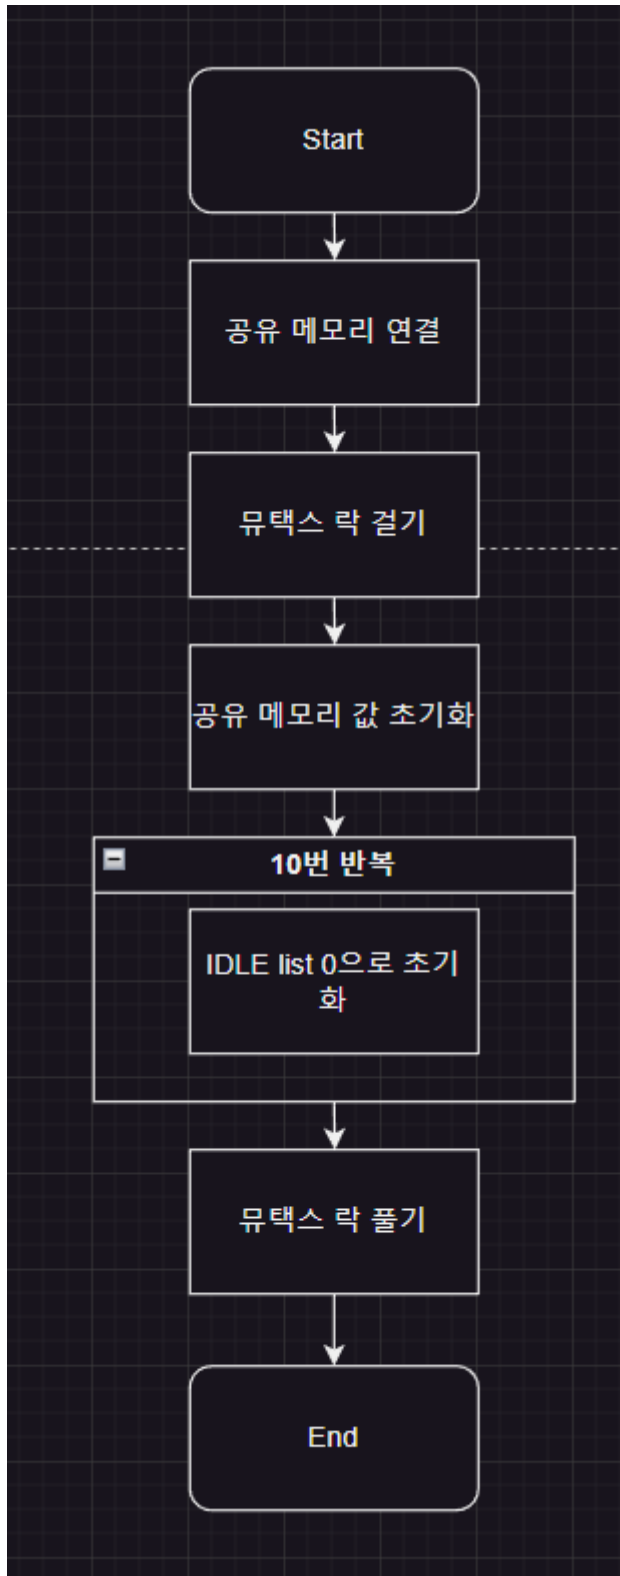 Start
공유 메모리 연결
뮤택스 락 걸기
공유 메모리 값 초기화
10번 반복
IDLE list 0으로 초기
화
뮤택스 락 풀기
End